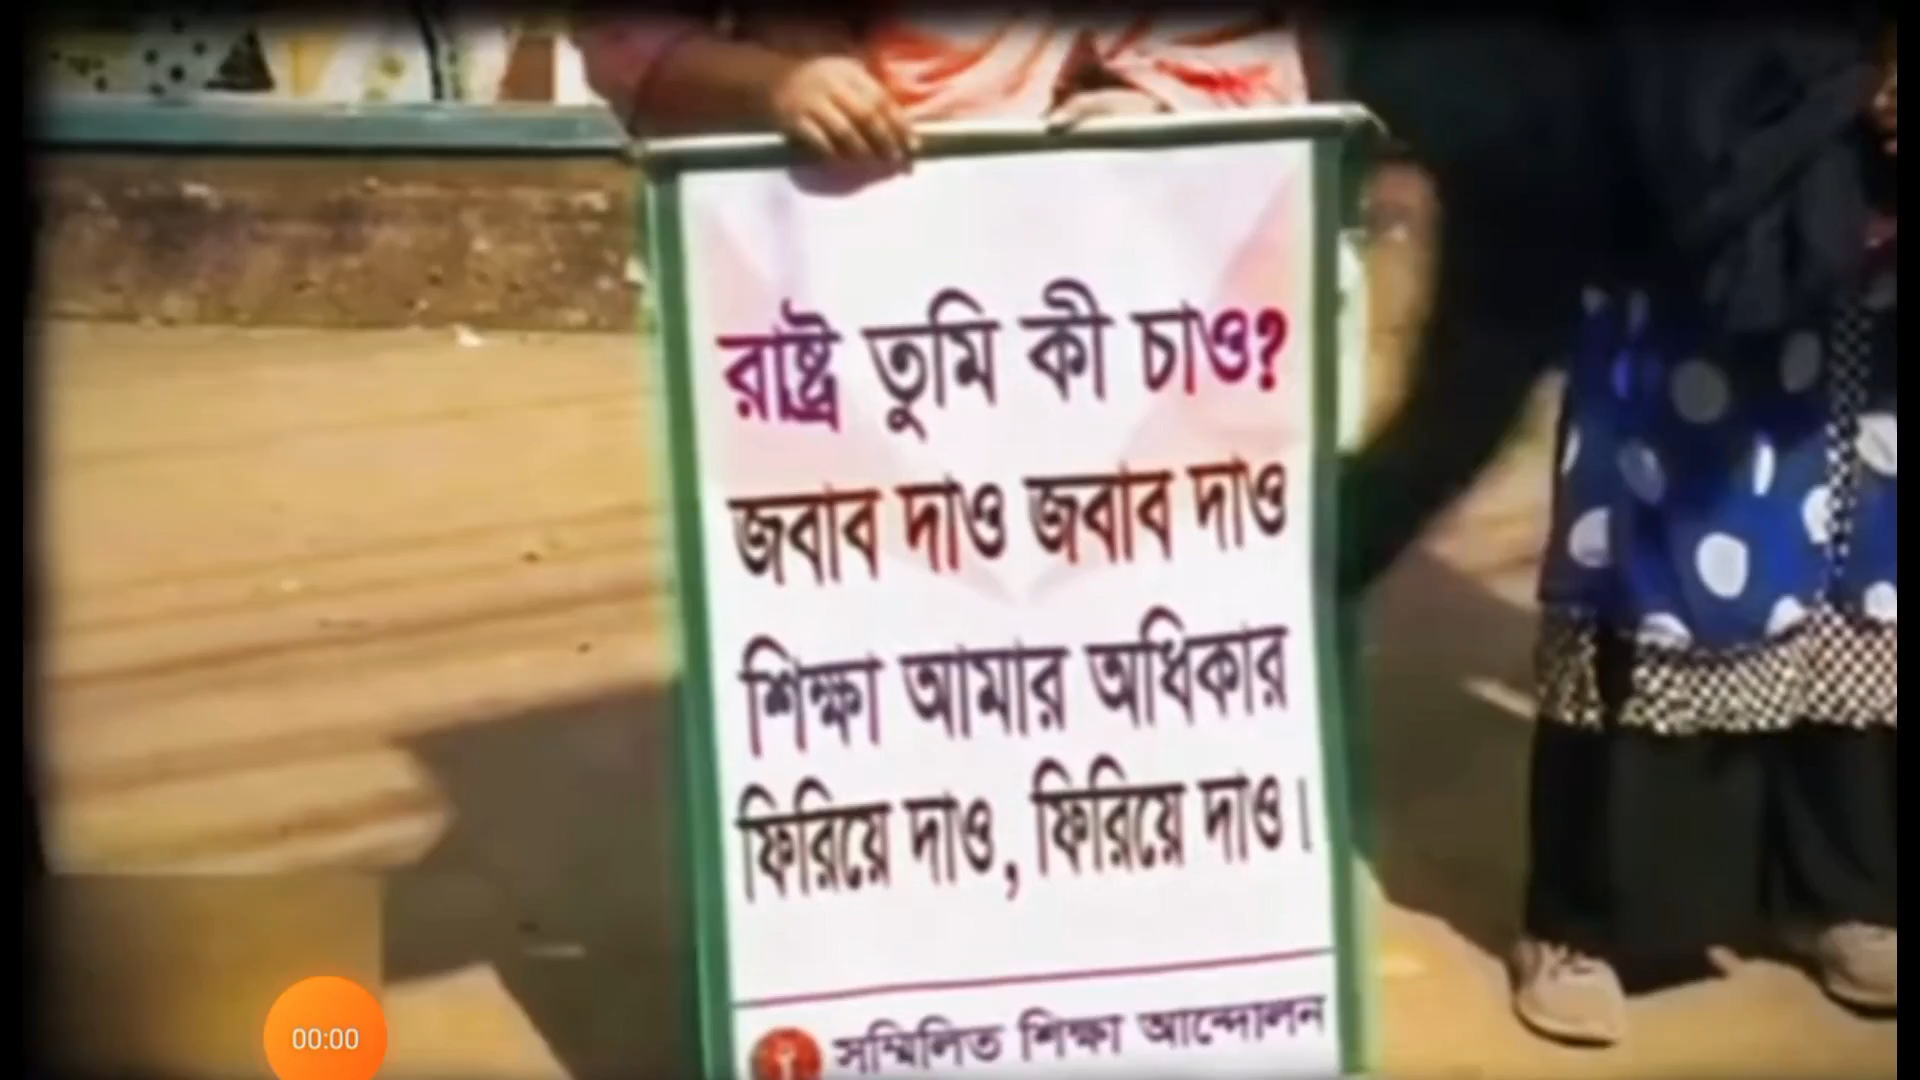 রাষ্ট্র তুমি কী চাও?
জবাব দাও জবাব দাও
শিক্ষা আমার অধিকার
ফিরিয়ে দাও, ফিরিয়ে দাও।
সম্মিলিত শিক্ষা আন্দোলন
00:00